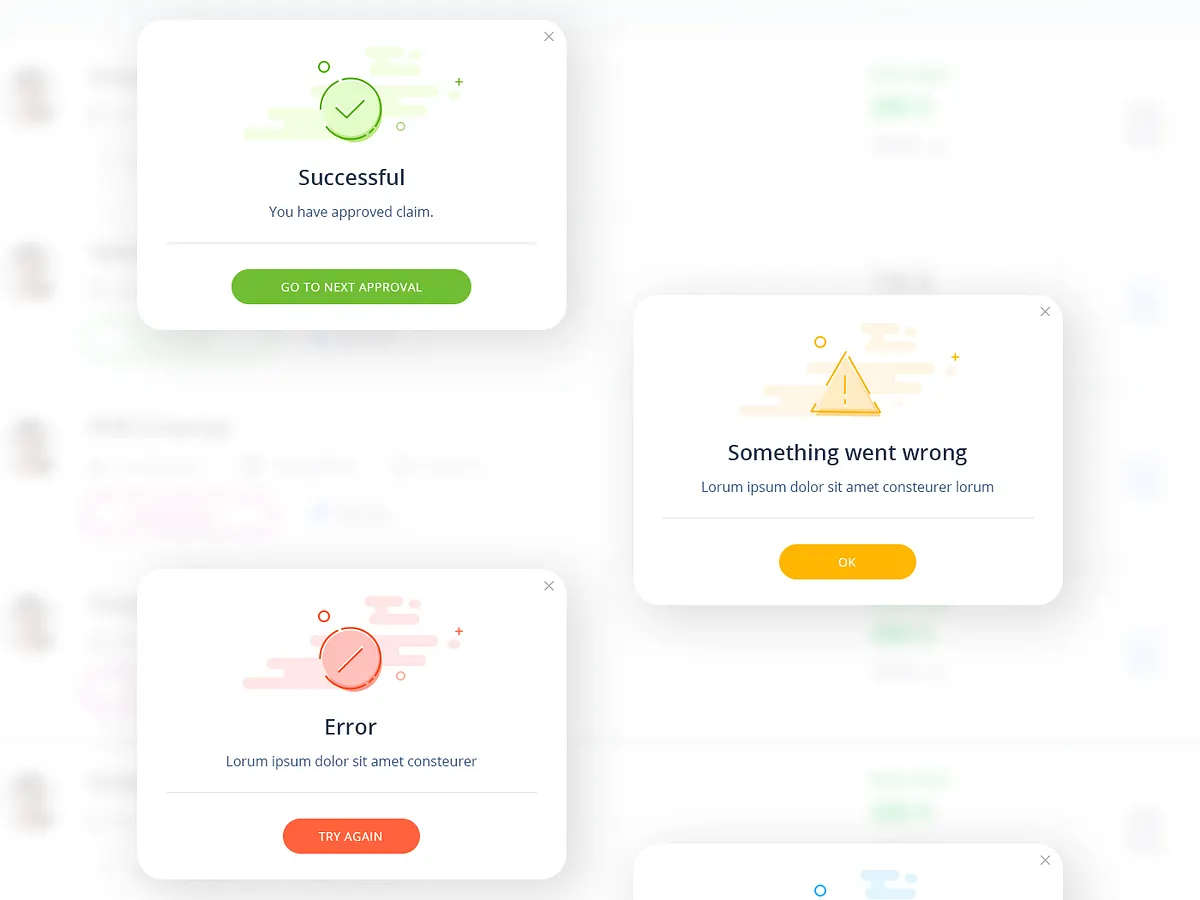 Successful
You have approved claim.
GO TO NEXT APPROVAL
Something went wrong
Lorum ipsum dolor sit amet consteurer lorum
OK
Error
Lorum ipsum dolor sit amet consteurer
TRY AGAIN